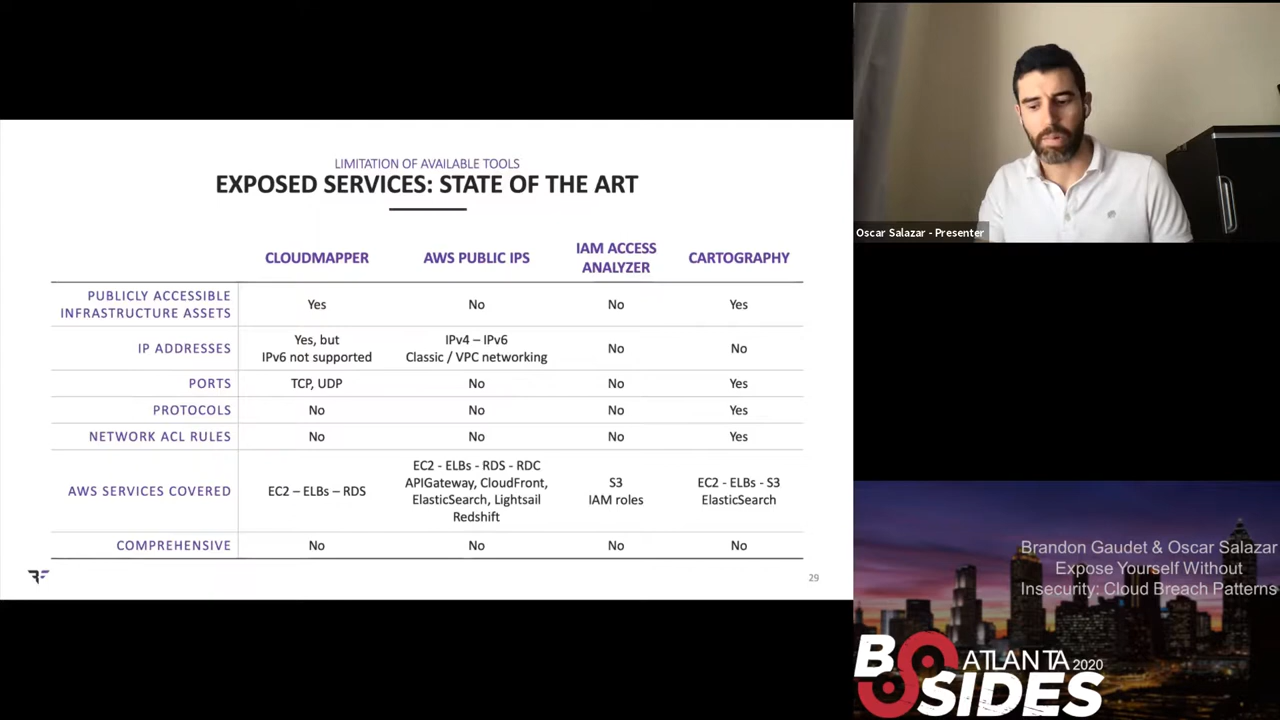 LIMITATION OF AVAILABLE TOOLS
EXPOSED SERVICES: STATE OF THE ART
CLOUDMAPPER
AWS PUBLIC IPS
IAM ACCESS
ANALYZER
CARTOGRAPHY
PUBLICLY ACCESSIBLE
INFRASTRUCTURE ASSETS
Yes
No
No
Yes
IP ADDRESSES
Yes, but
IPv6 not supported
IPv4 – IPv6
Classic / VPC networking
No
No
PORTS
TCP, UDP
No
No
Yes
PROTOCOLS
No
No
No
Yes
NETWORK ACL RULES
No
No
No
Yes
AWS SERVICES COVERED
EC2 – ELBs – RDS
EC2 - ELBs - RDS - RDC
APIGateway, CloudFront,
ElasticSearch, Lightsail
Redshift
S3
IAM roles
EC2 - ELBs - S3
ElasticSearch
COMPREHENSIVE
No
No
No
No
29
Oscar Salazar - Presenter
Brandon Gaudet & Oscar Salazar
Expose Yourself Without
Insecurity: Cloud Breach Patterns
BSIDES
ATLANTA 2020